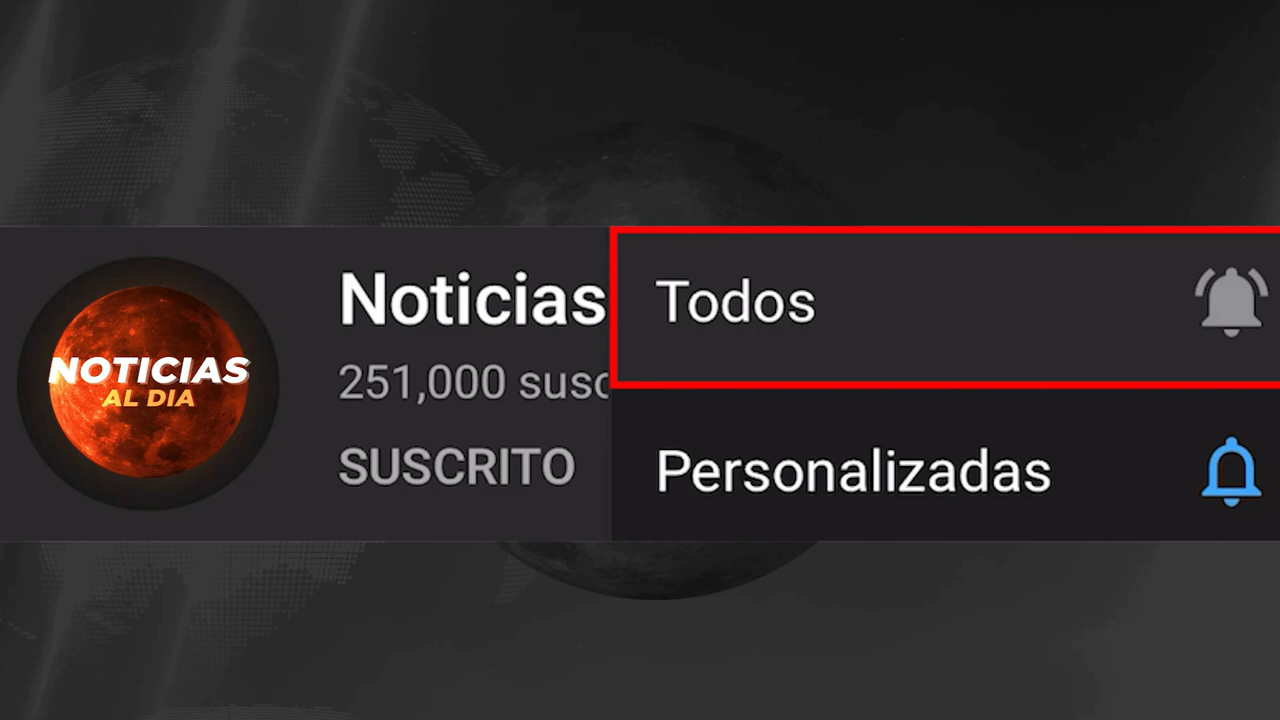 NOTICIAS
AL DIA
Noticias
251,000 susc
SUSCRITO
Todos
Personalizadas